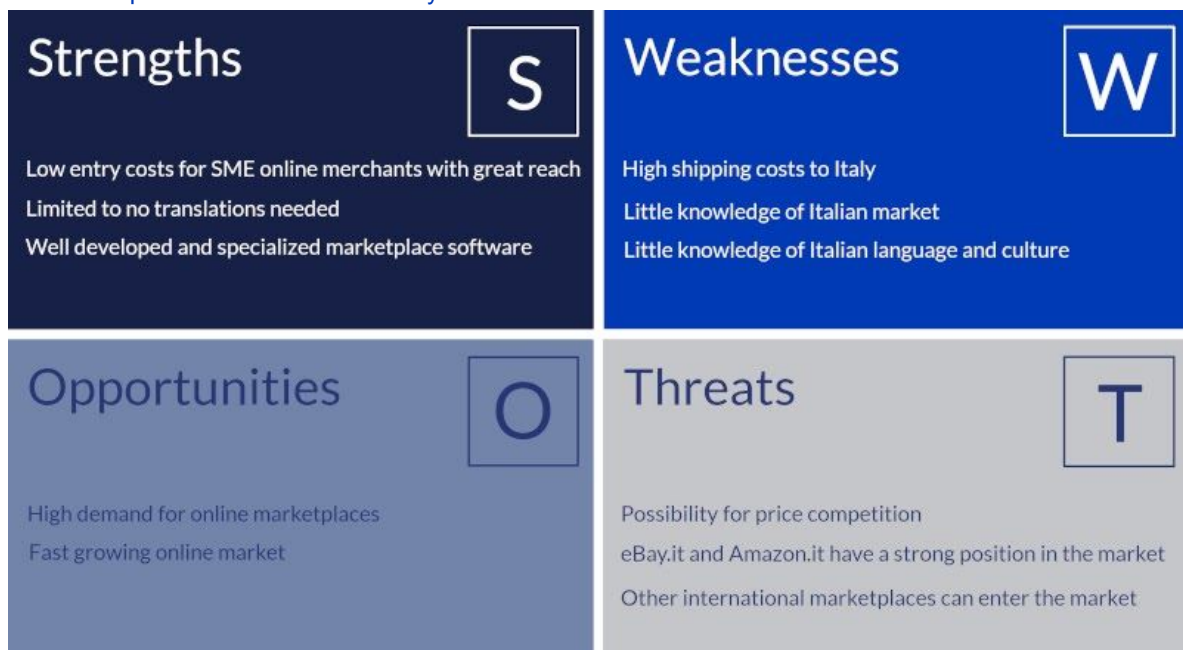 Strengths
S
Low entry costs for SME online merchants with great reach
Limited to no translations needed
Well developed and specialized marketplace software
Weaknesses
W
High shipping costs to Italy
Little knowledge of Italian market
Little knowledge of Italian language and culture
Opportunities
O
High demand for online marketplaces
Fast growing online market
Threats
T
Possibility for price competition
eBay.it and Amazon.it have a strong position in the market
Other international marketplaces can enter the market